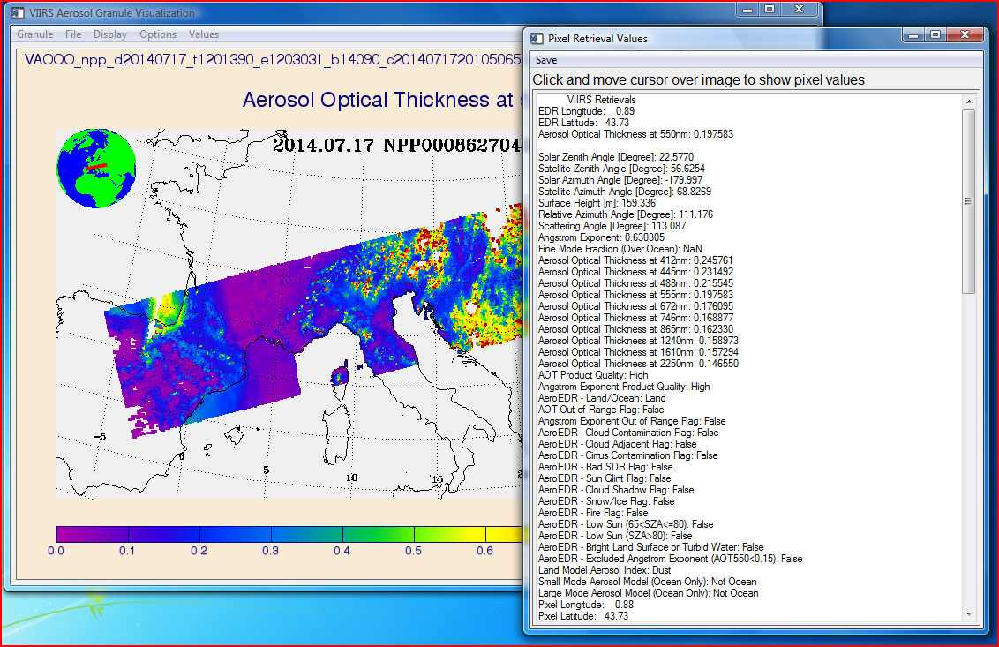 VIIRS Aerosol Granule Visualization
Granule File Display Options Values
VAOOO_npp_d20140717_t1201390_e1203031_b14090_c2014071720105065
Aerosol Optical Thickness at
2014.07.17 NPP000862704
-5
0
5
10
15
2
0.0 0.1 0.2 0.3 0.4 0.5 0.6
Pixel Retrieval Values
Save
Click and move cursor over image to show pixel values
VIIRS Retrievals
EDR Longitude: 0.89
EDR Latitude: 43.73
Aerosol Optical Thickness at 550nm: 0.197583
Solar Zenith Angle [Degree]: 22.5770
Satellite Zenith Angle [Degree]: 56.6254
Solar Azimuth Angle [Degree]: -179.997
Satellite Azimuth Angle [Degree]: 68.8269
Surface Height [m]: 159.336
Relative Azimuth Angle [Degree]: 111.176
Scattering Angle [Degree]: 113.087
Angstrom Exponent: 0.630305
Fine Mode Fraction (Over Ocean): NaN
Aerosol Optical Thickness at 412nm: 0.245761
Aerosol Optical Thickness at 445nm: 0.231492
Aerosol Optical Thickness at 488nm: 0.215545
Aerosol Optical Thickness at 555nm: 0.197583
Aerosol Optical Thickness at 672nm: 0.176095
Aerosol Optical Thickness at 746nm: 0.168877
Aerosol Optical Thickness at 865nm: 0.162330
Aerosol Optical Thickness at 1240nm: 0.158973
Aerosol Optical Thickness at 1610nm: 0.157294
Aerosol Optical Thickness at 2250nm: 0.146550
AOT Product Quality: High
Angstrom Exponent Product Quality: High
AeroEDR - Land/Ocean: Land
AOT Out of Range Flag: False
Angstrom Exponent Out of Range Flag: False
AeroEDR - Cloud Contamination Flag: False
AeroEDR - Cloud Adjacent Flag: False
AeroEDR - Cirrus Contamination Flag: False
AeroEDR - Bad SDR Flag: False
AeroEDR - Sun Glint Flag: False
AeroEDR - Cloud Shadow Flag: False
AeroEDR - Snow/Ice Flag: False
AeroEDR - Fire Flag: False
AeroEDR - Low Sun (65<SZA<=80): False
AeroEDR - Low Sun (SZA>80): False
AeroEDR - Bright Land Surface or Turbid Water: False
AeroEDR - Excluded Angstrom Exponent (AOT550<0.15): False
Land Model Aerosol Index: Dust
Small Mode Aerosol Model (Ocean Only): Not Ocean
Large Mode Aerosol Model (Ocean Only): Not Ocean
Pixel Longitude: 0.88
Pixel Latitude: 43.73